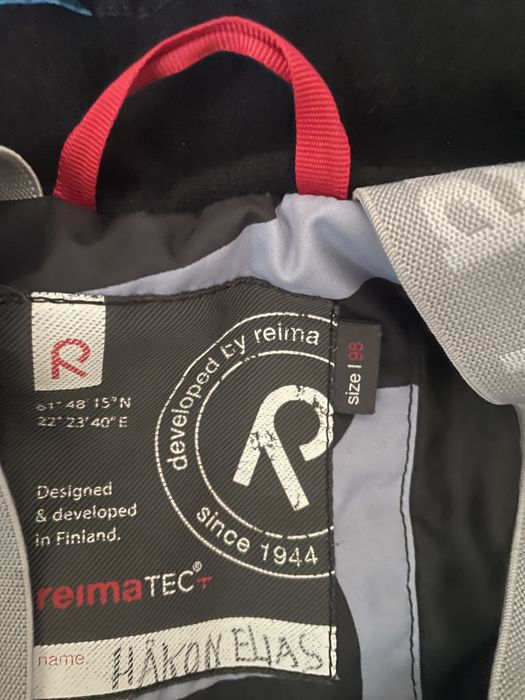 developed by reima
since 1944
size | 98
61° 48' 15" N
22° 23' 40" E
Designed
& developed
in Finland.
reimaTEC®+
name: HÅKON ELIAS